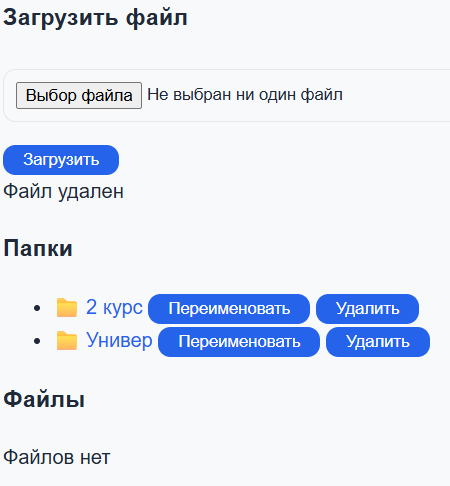 Загрузить файл
Выбор файла Не выбран ни один файл
Загрузить
Файл удален
Папки
2 курс Переименовать Удалить
Универ Переименовать Удалить
Файлы
Файлов нет